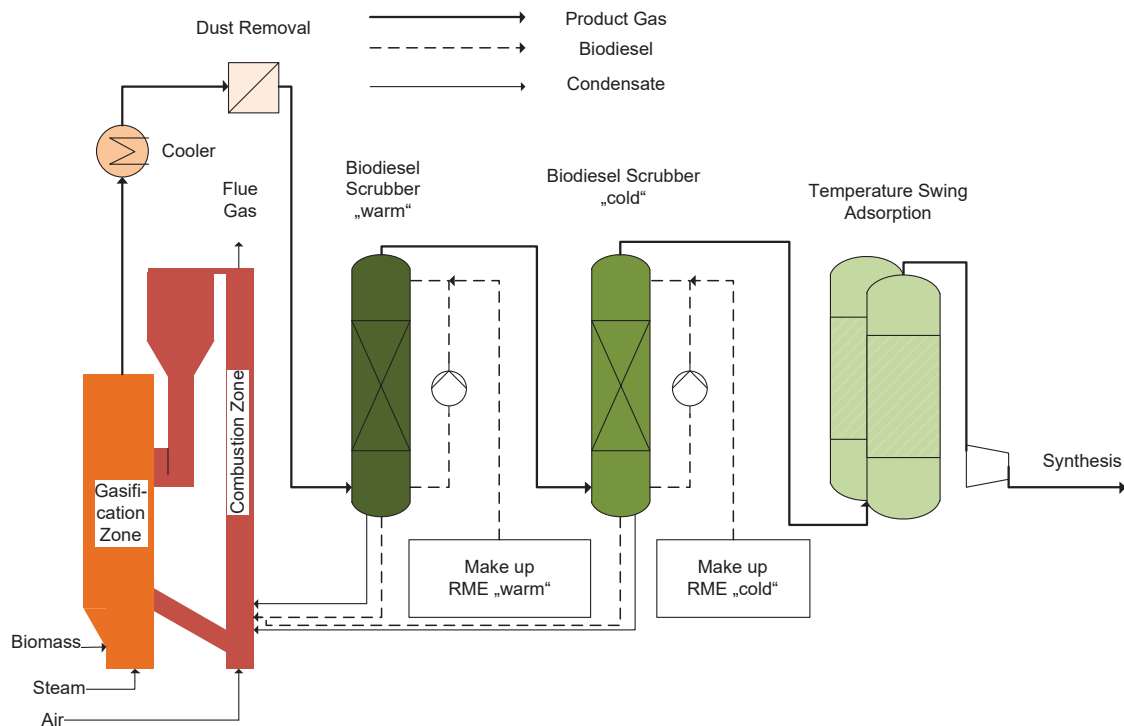 Product Gas
Dust Removal
Biodiesel
Condensate
Cooler
Biodiesel
Scrubber
„warm“
Biodiesel Scrubber
„cold“
Temperature Swing
Adsorption
Flue
Gas
Combustion Zone
Gasifi-
cation
Zone
Synthesis
Make up
RME „warm“
Make up
RME „cold“
Biomass
Steam
Air